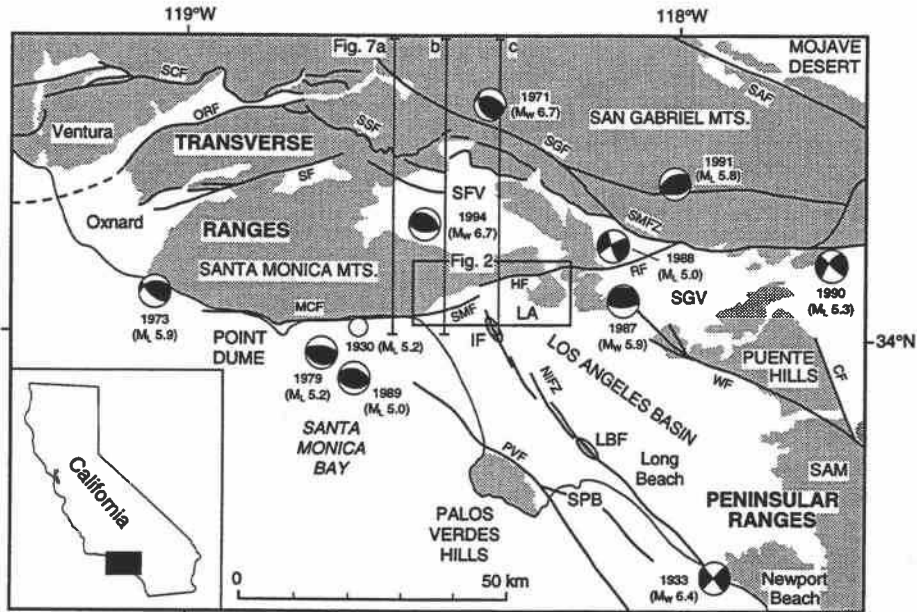 119°W
118°W
Fig. 7a
b
c
MOJAVE
DESERT
SCF
SAF
1971
(Mw 6.7)
ORF
SAN GABRIEL MTS.
Ventura
SSF
TRANSVERSE
SGF
1991
(ML 5.8)
SF
SFV
Oxnard
1994
(Mw 6.7)
SMFZ
RANGES
1988
(ML 5.0)
Fig. 2
SANTA MONICA MTS.
HF
RF
SGV
1990
(ML 5.3)
MCF
SMF
LA
1973
(ML 5.9)
POINT
DUME
1930 (ML 5.2)
IF
1987
(Mw 5.9)
34°N
PUENTE
HILLS
CF
WF
LOS ANGELES BASIN
1979
(ML 5.2)
1989
(ML 5.0)
NIFZ
SANTA
MONICA
BAY
PVF
LBF
Long
Beach
SAM
California
SPB
PENINSULAR
RANGES
PALOS
VERDES
HILLS
0
50 km
1933
(Mw 6.4)
Newport
Beach